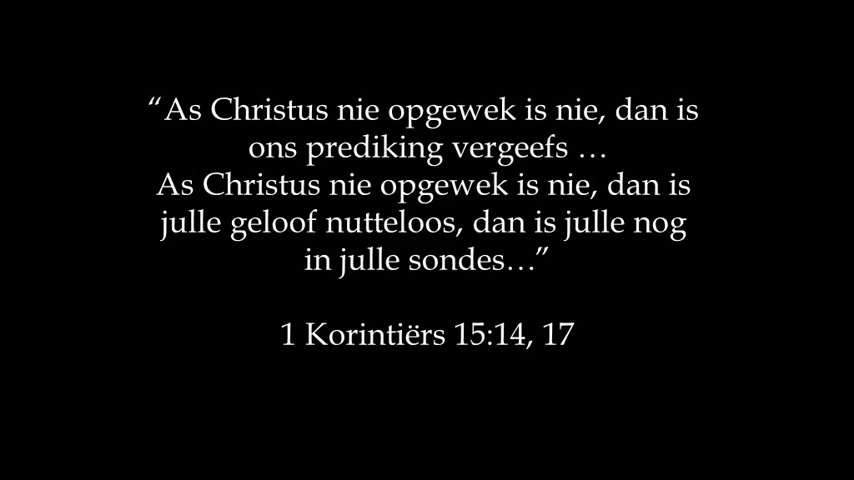 “As Christus nie opgewek is nie, dan is
ons prediking vergeefs …
As Christus nie opgewek is nie, dan is
julle geloof nutteloos, dan is julle nog
in julle sondes…”
1 Korintiërs 15:14, 17